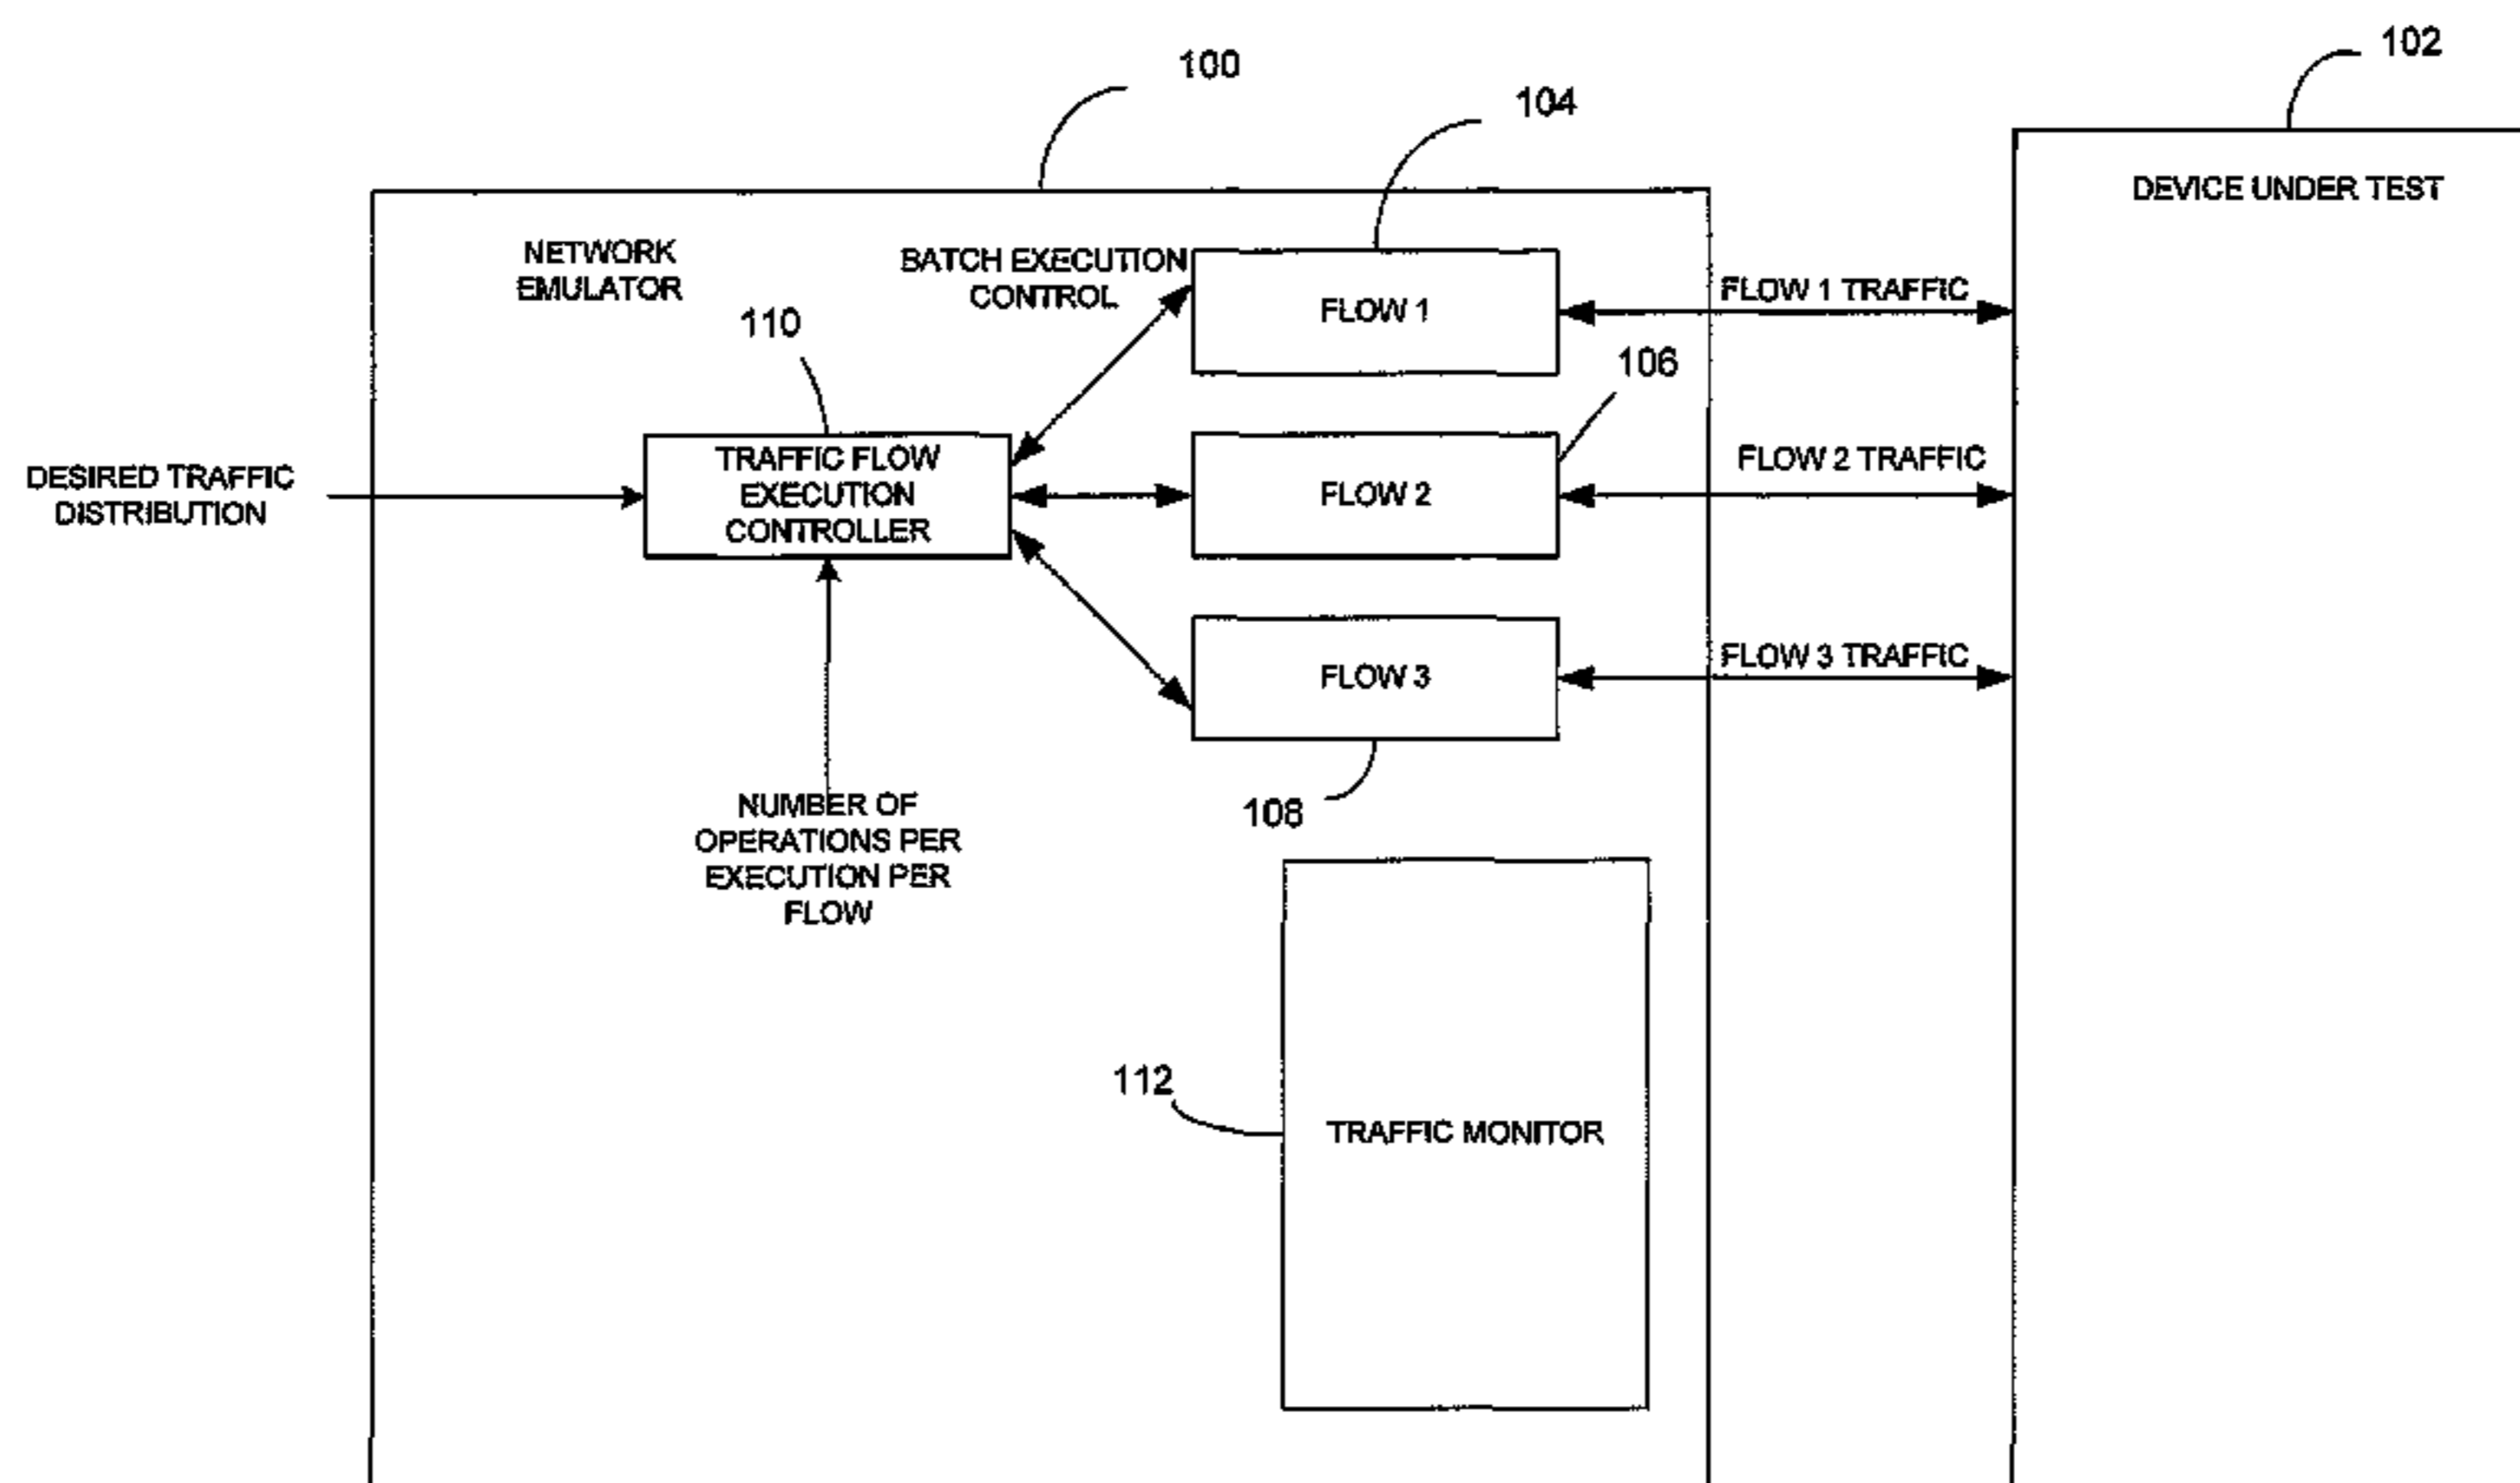 100
102
104
DEVICE UNDER TEST
NETWORK
EMULATOR
BATCH EXECUTION
CONTROL
FLOW 1
FLOW 1 TRAFFIC
110
106
TRAFFIC FLOW
EXECUTION
CONTROLLER
DESIRED TRAFFIC
DISTRIBUTION
FLOW 2
FLOW 2 TRAFFIC
FLOW 3
FLOW 3 TRAFFIC
108
NUMBER OF
OPERATIONS PER
EXECUTION PER
FLOW
112
TRAFFIC MONITOR